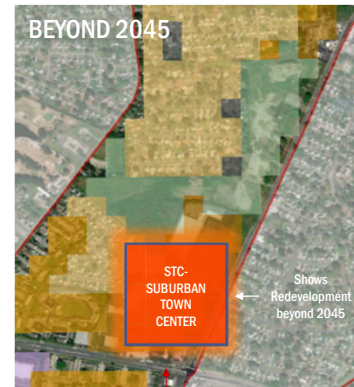 BEYOND 2045
STC-
SUBURBAN
TOWN
CENTER
Shows
Redevelopment
beyond 2045